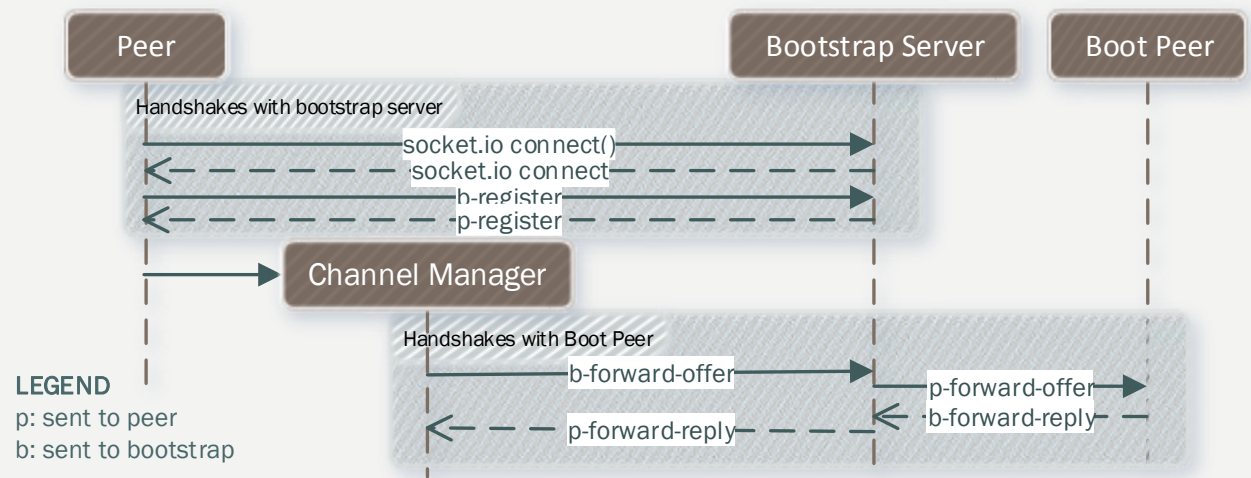 Peer
Bootstrap Server
Boot Peer
Handshakes with bootstrap server
socket.io connect()
socket.io connect
b-register
p-register
Channel Manager
Handshakes with Boot Peer
b-forward-offer
p-forward-offer
b-forward-reply
p-forward-reply
LEGEND
p: sent to peer
b: sent to bootstrap